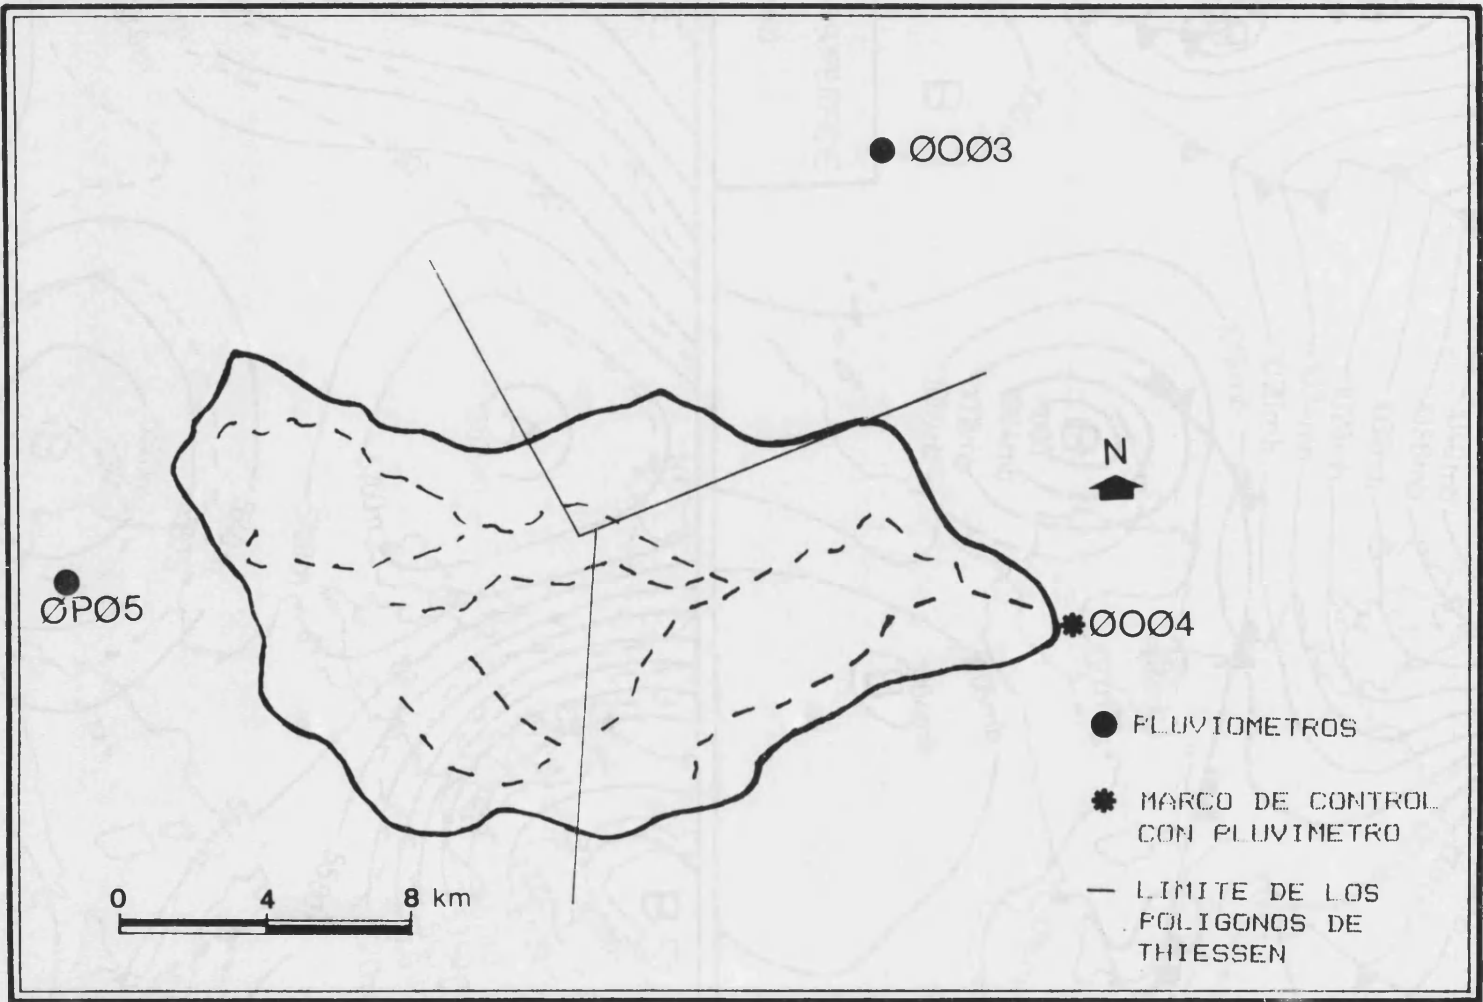 ØOØ3
N
ØPØ5
ØOØ4
PLUVIOMETROS
MARCO DE CONTROL
CON PLUVIMETRO
LIMITE DE LOS
POLIGONOS DE
THIESSEN
0 4 8 km